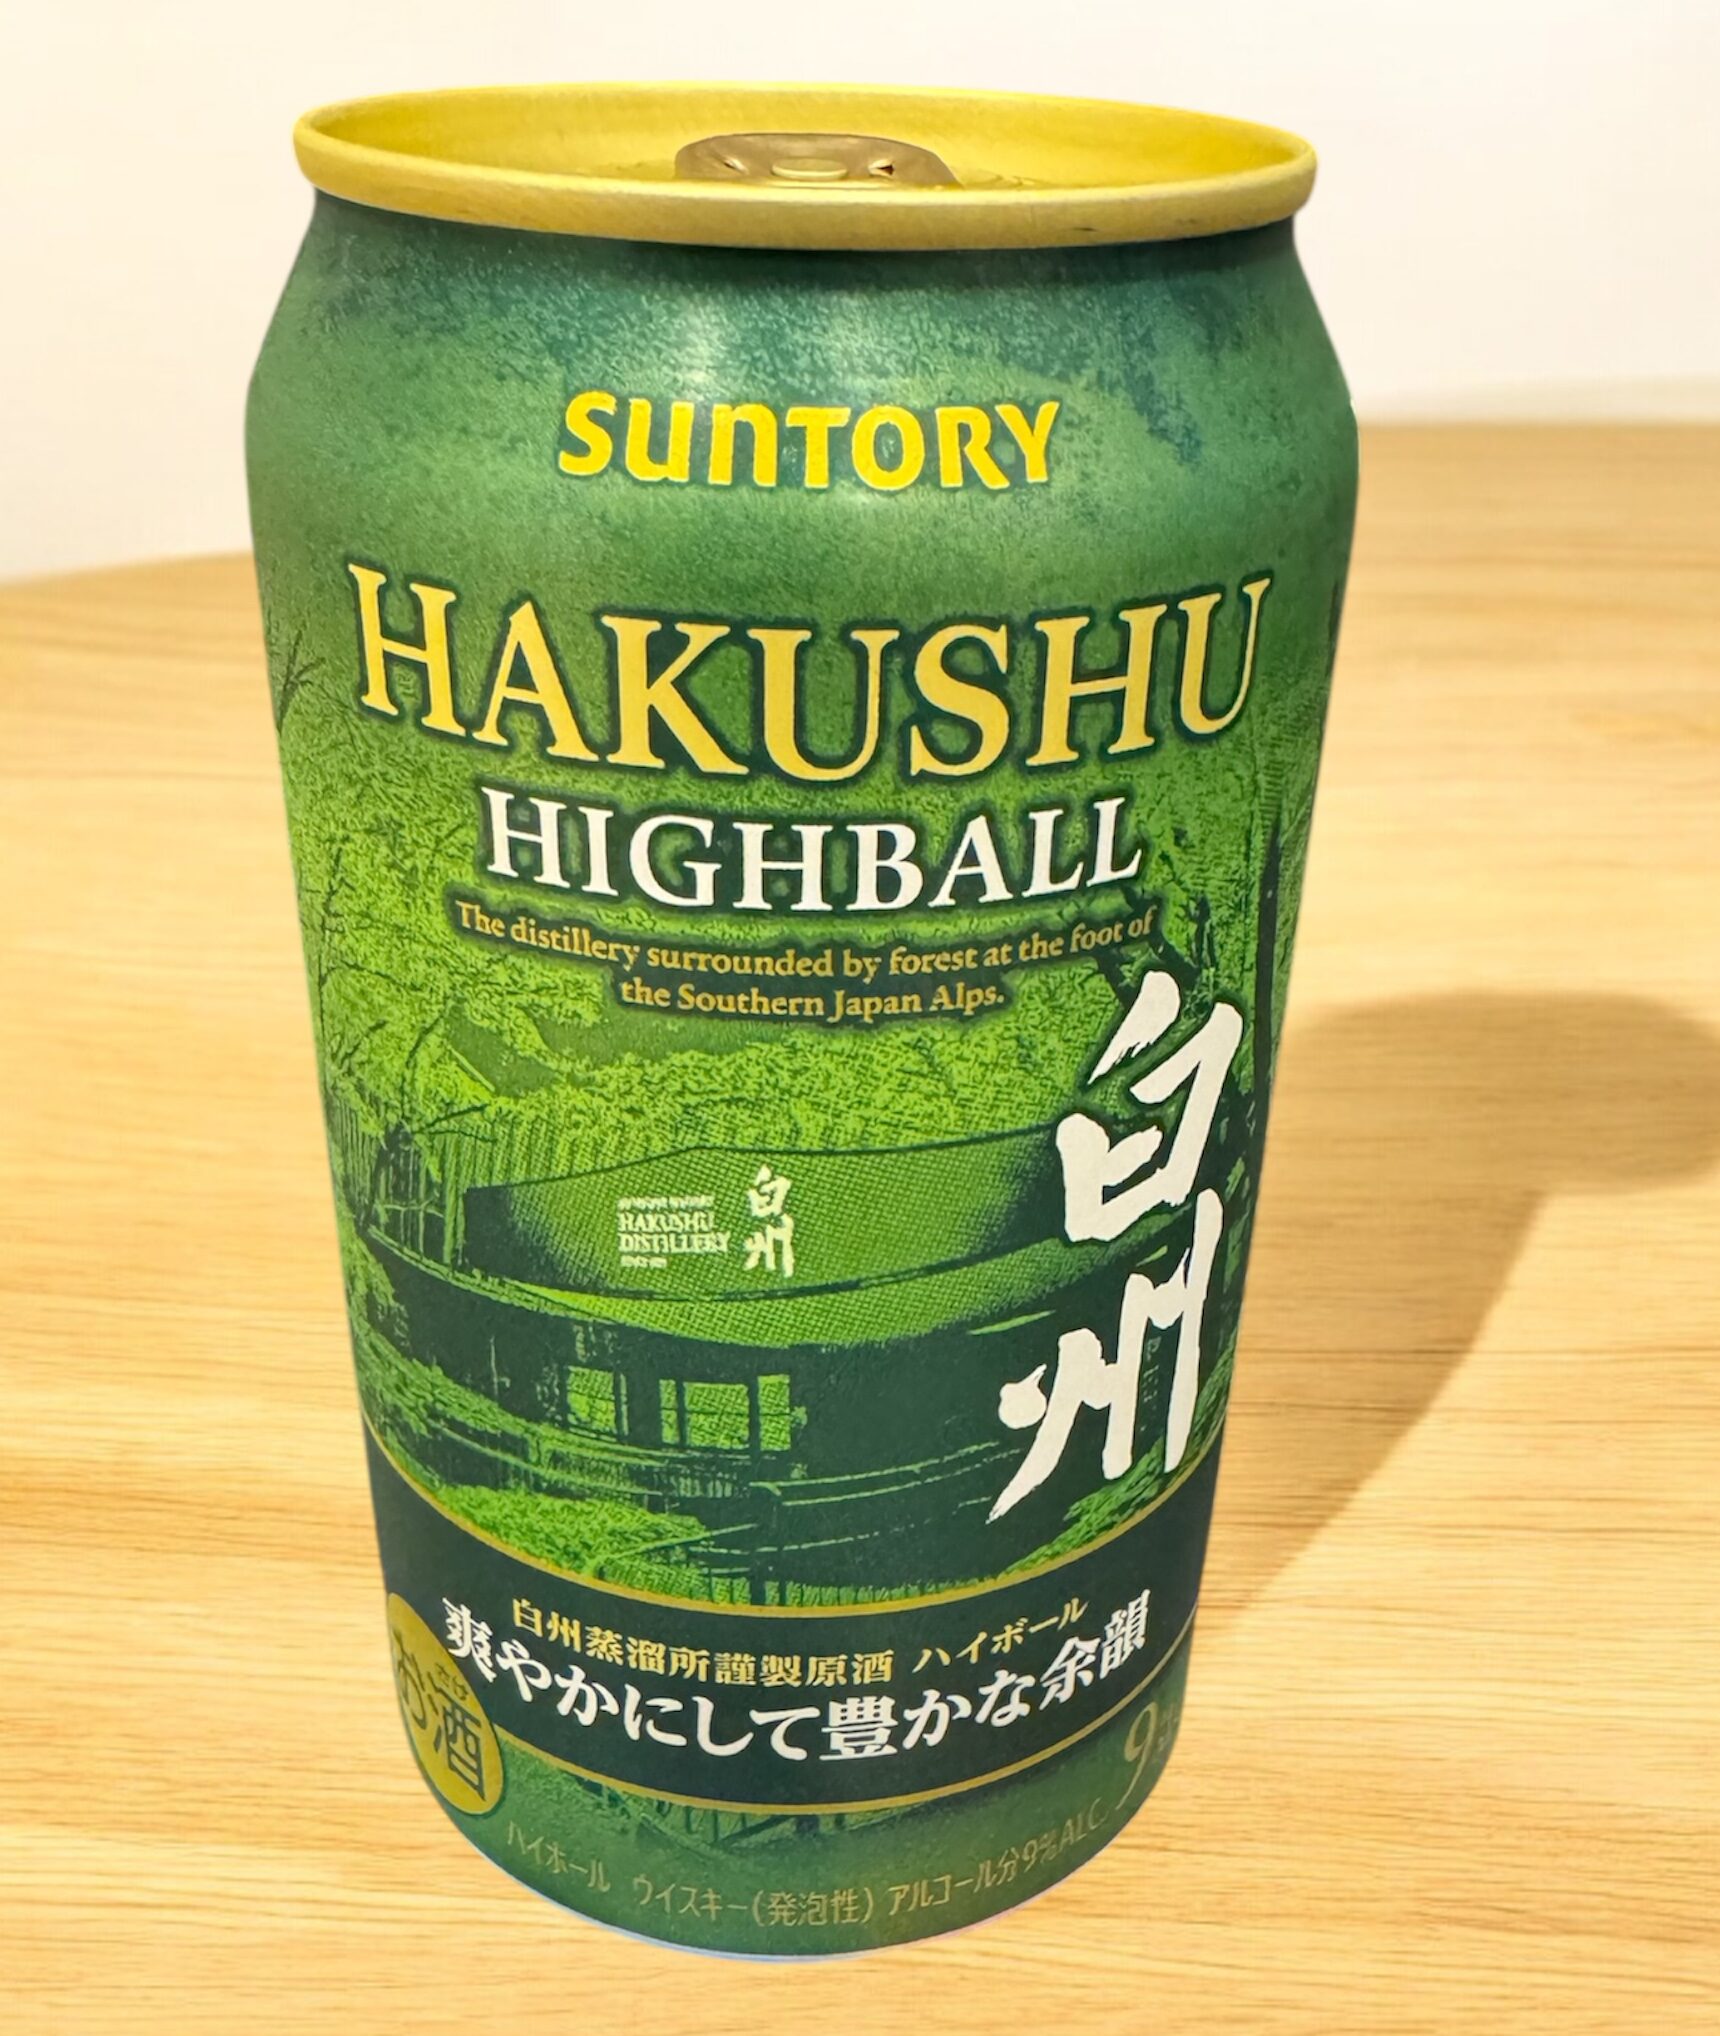 SUNTORY
HAKUSHU
HIGHBALL
The distillery surrounded by forest at the foot of
the Southern Japan Alps.
白州
HAKUSHU
DISTILLERY
白州
白州蒸溜所謹製原酒 ハイボール
爽やかにして豊かな余韻
お酒
さけ
9
ハイボール ウイスキー(発泡性) アルコール分9%ALC.